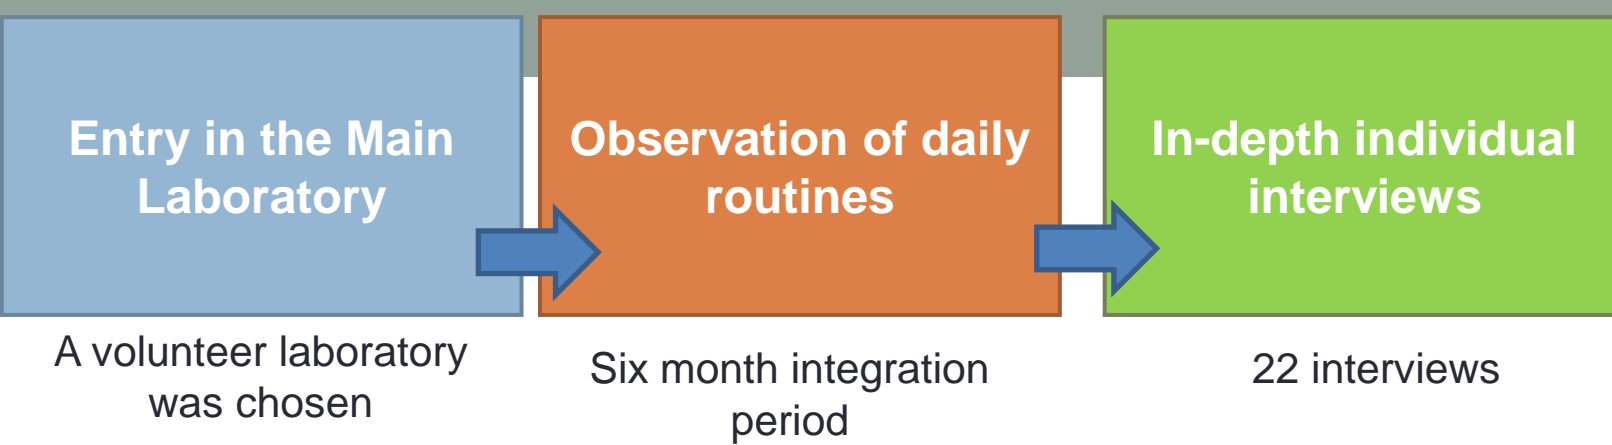 Entry in the Main
Laboratory
A volunteer laboratory
was chosen
Observation of daily
routines
Six month integration
period
In-depth individual
interviews
22 interviews